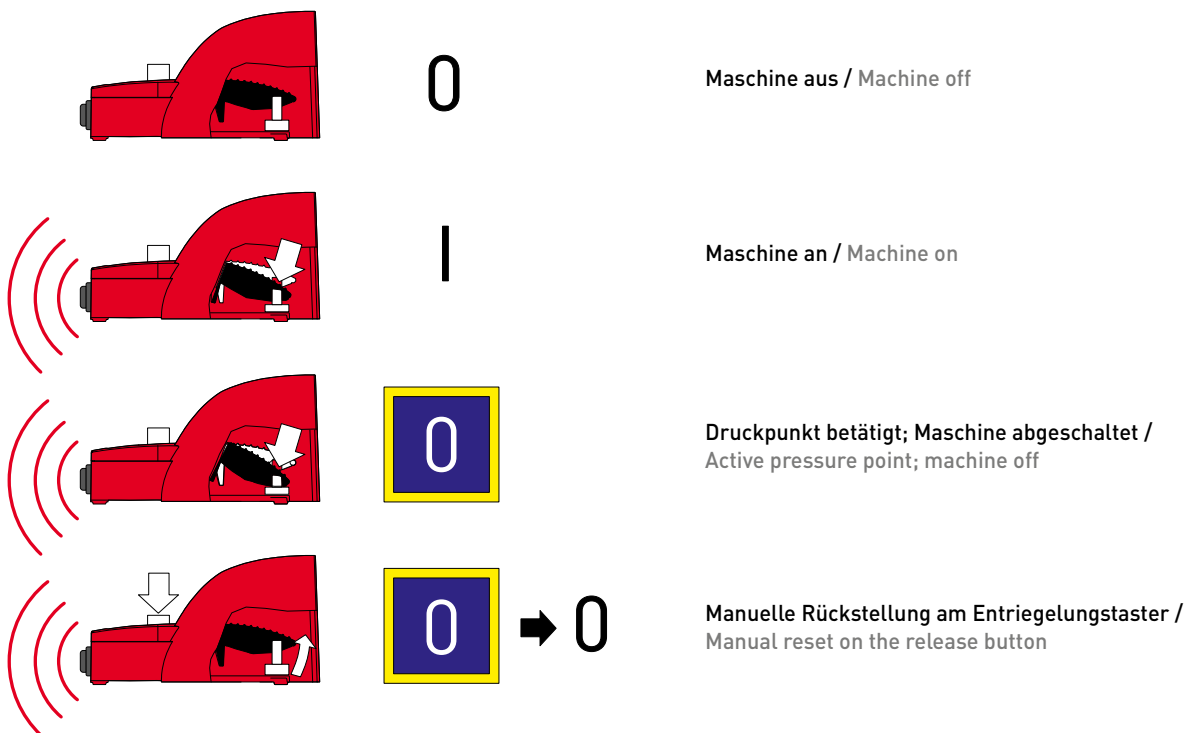 0
Maschine aus / Machine off
I
Maschine an / Machine on
0
Druckpunkt betätigt; Maschine abgeschaltet /
Active pressure point; machine off
0 0
Manuelle Rückstellung am Entriegelungstaster /
Manual reset on the release button